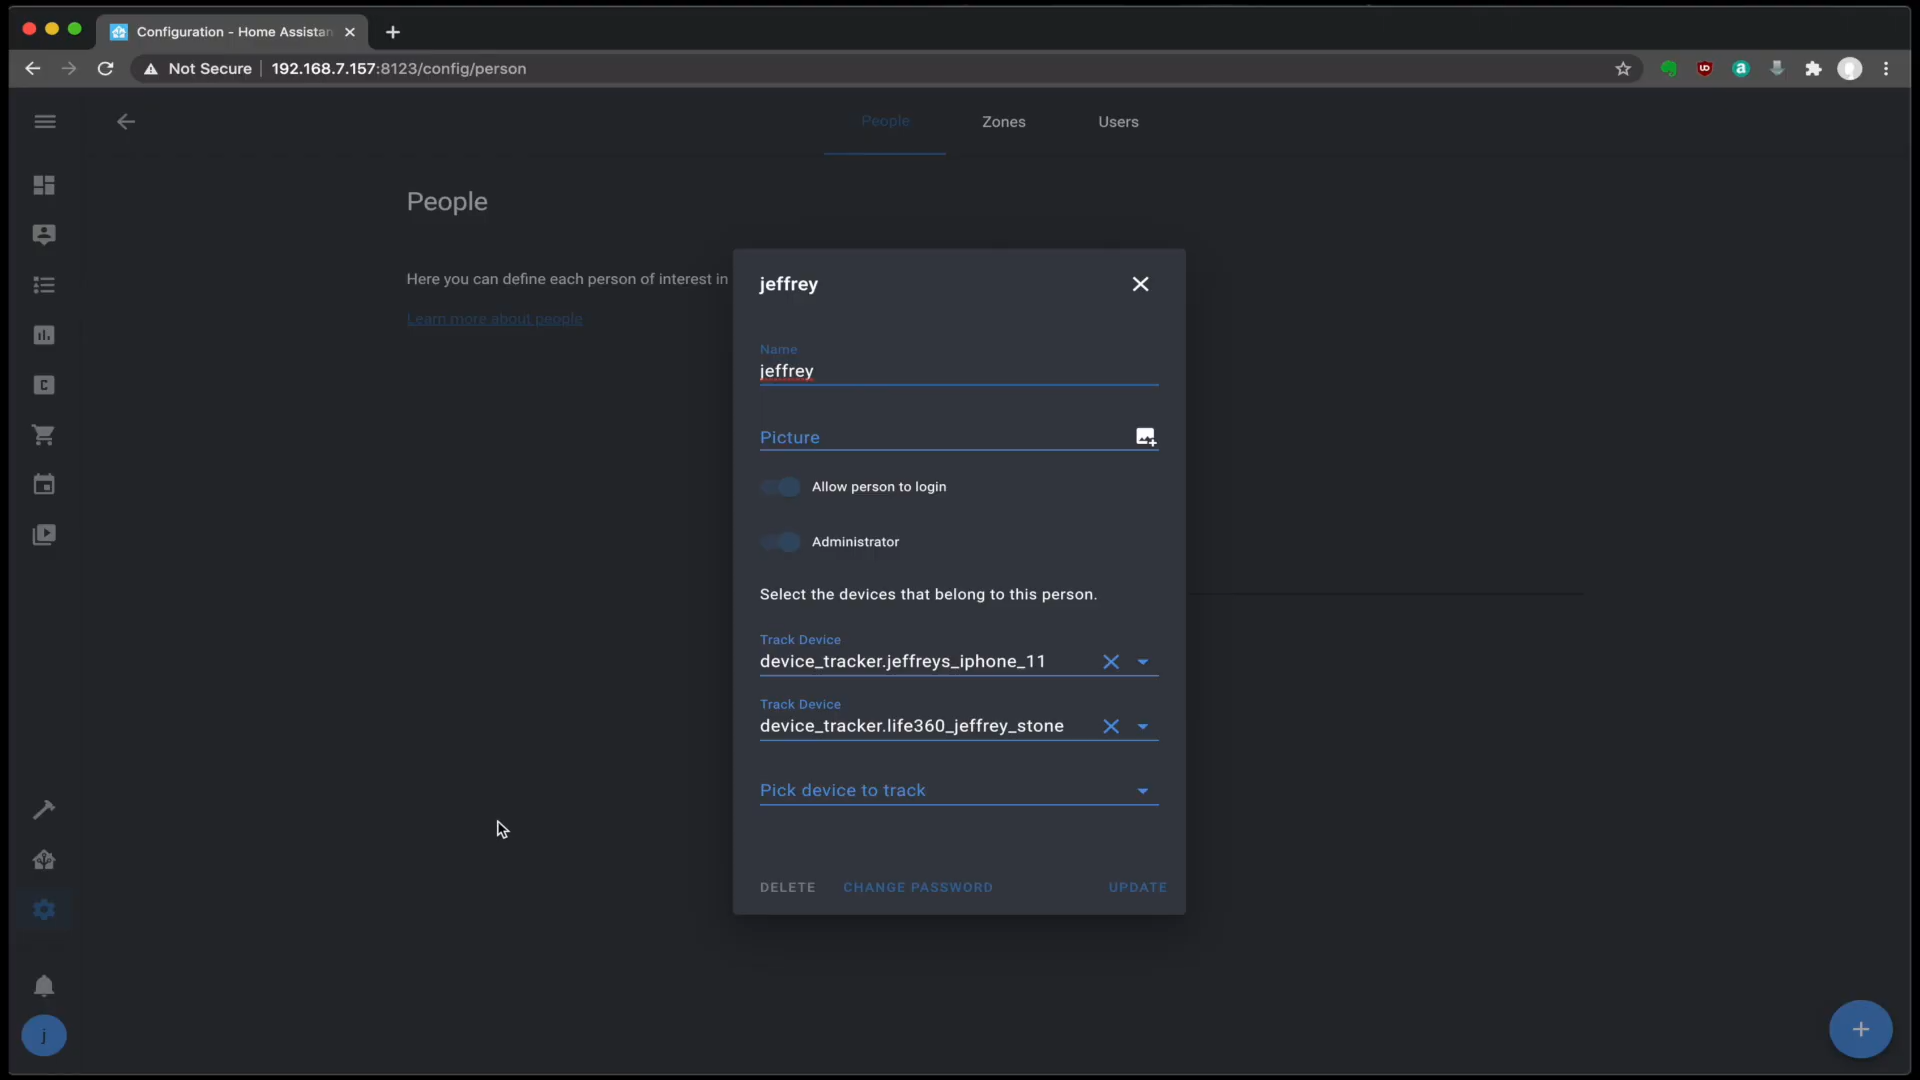 Configuration - Home Assistan
Not Secure
192.168.7.157:8123/config/person
People
Zones
Users
People
Here you can define each person of interest in
Learn more about people
jeffrey
Name
jeffrey
Picture
Allow person to login
Administrator
Select the devices that belong to this person.
Track Device
device_tracker.jeffreys_iphone_11
Track Device
device_tracker.life360_jeffrey_stone
Pick device to track
DELETE
CHANGE PASSWORD
UPDATE
j